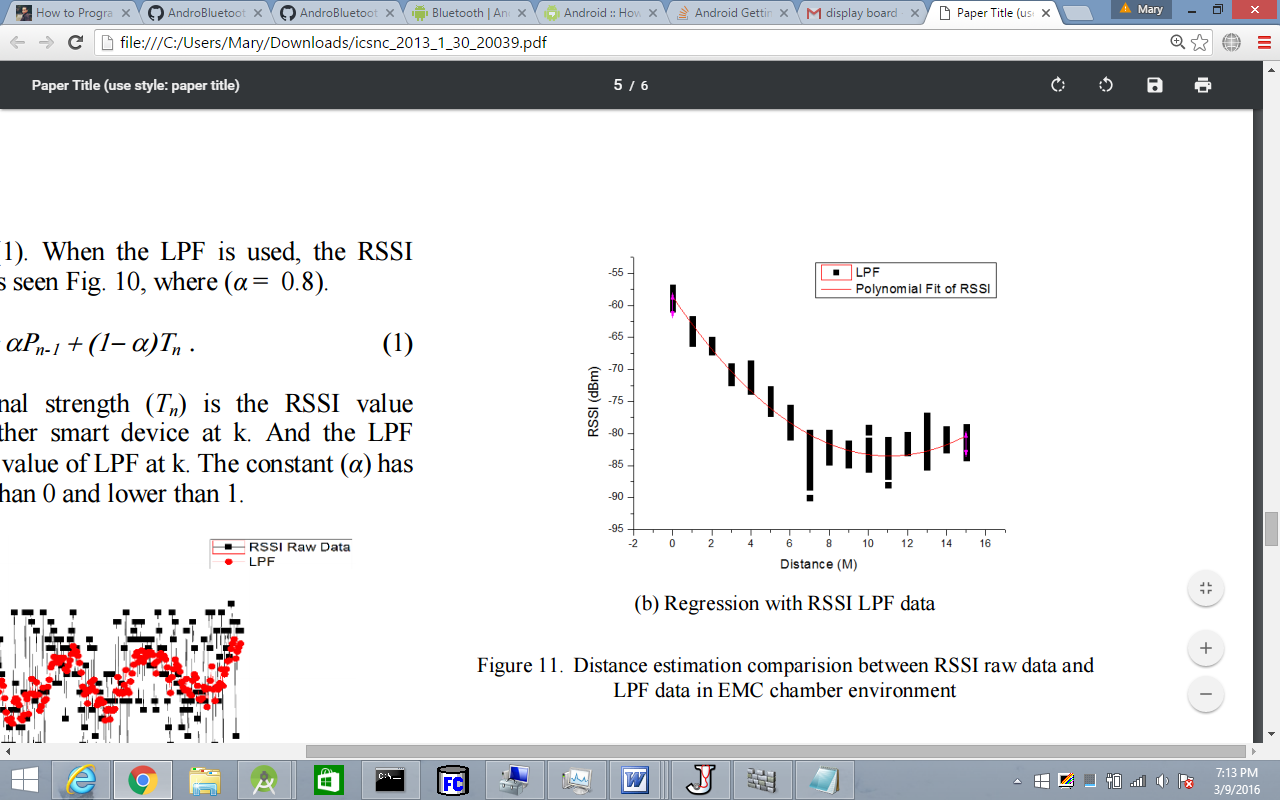 How to Progra
AndroBluetoot
AndroBluetoot
Bluetooth | An
Android :: How
Android Gettin
display board
Paper Title (us
Mary
file:///C:/Users/Mary/Downloads/icsnc_2013_1_30_20039.pdf
Paper Title (use style: paper title)
5 / 6
(1). When the LPF is used, the RSSI
s seen Fig. 10, where (α = 0.8).
αPn-1 + (1− α)Tn .
(1)
nal strength (Tn) is the RSSI value
ther smart device at k. And the LPF
value of LPF at k. The constant (α) has
han 0 and lower than 1.
RSSI Raw Data
LPF
LPF
Polynomial Fit of RSSI
RSSI (dBm)
-55
-60
-65
-70
-75
-80
-85
-90
-95
-2 0 2 4 6 8 10 12 14 16
Distance (M)
(b) Regression with RSSI LPF data
Figure 11. Distance estimation comparision between RSSI raw data and
LPF data in EMC chamber environment
C:\_
FC
W
J
7:13 PM
3/9/2016